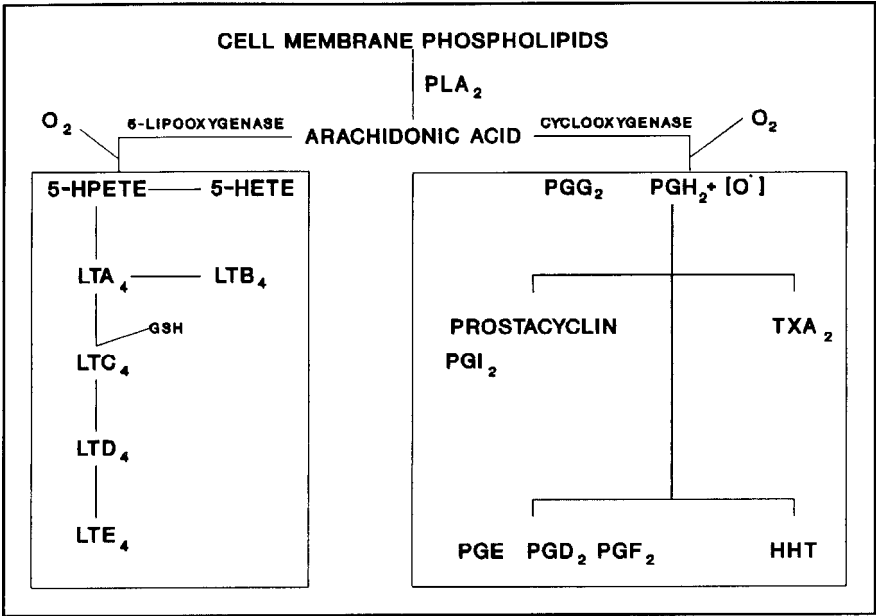 CELL MEMBRANE PHOSPHOLIPIDS
PLA₂
O₂ 5-LIPOOXYGENASE ARACHIDONIC ACID CYCLOOXYGENASE O₂
5-HPETE 5-HETE PGG₂ PGH₂+ [O˙]
LTA₄ LTB₄
GSH PROSTACYCLIN TXA₂
LTC₄ PGI₂
LTD₄
LTE₄ PGE PGD₂ PGF₂ HHT